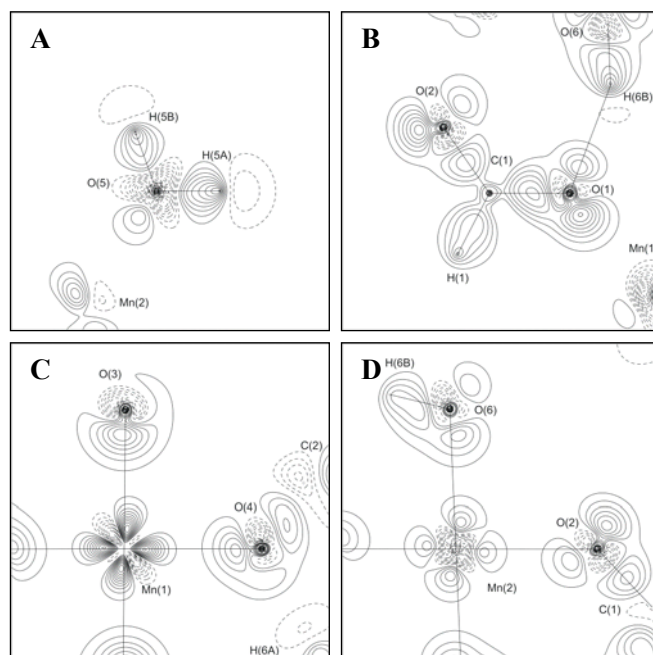 A
H(5B)
H(5A)
O(5)
Mn(2)
B
O(6)
H(6B)
O(2)
C(1)
O(1)
H(1)
Mn(1
C
O(3)
C(2)
O(4)
Mn(1)
H(6A)
D
H(6B)
O(6)
O(2)
Mn(2)
C(1)